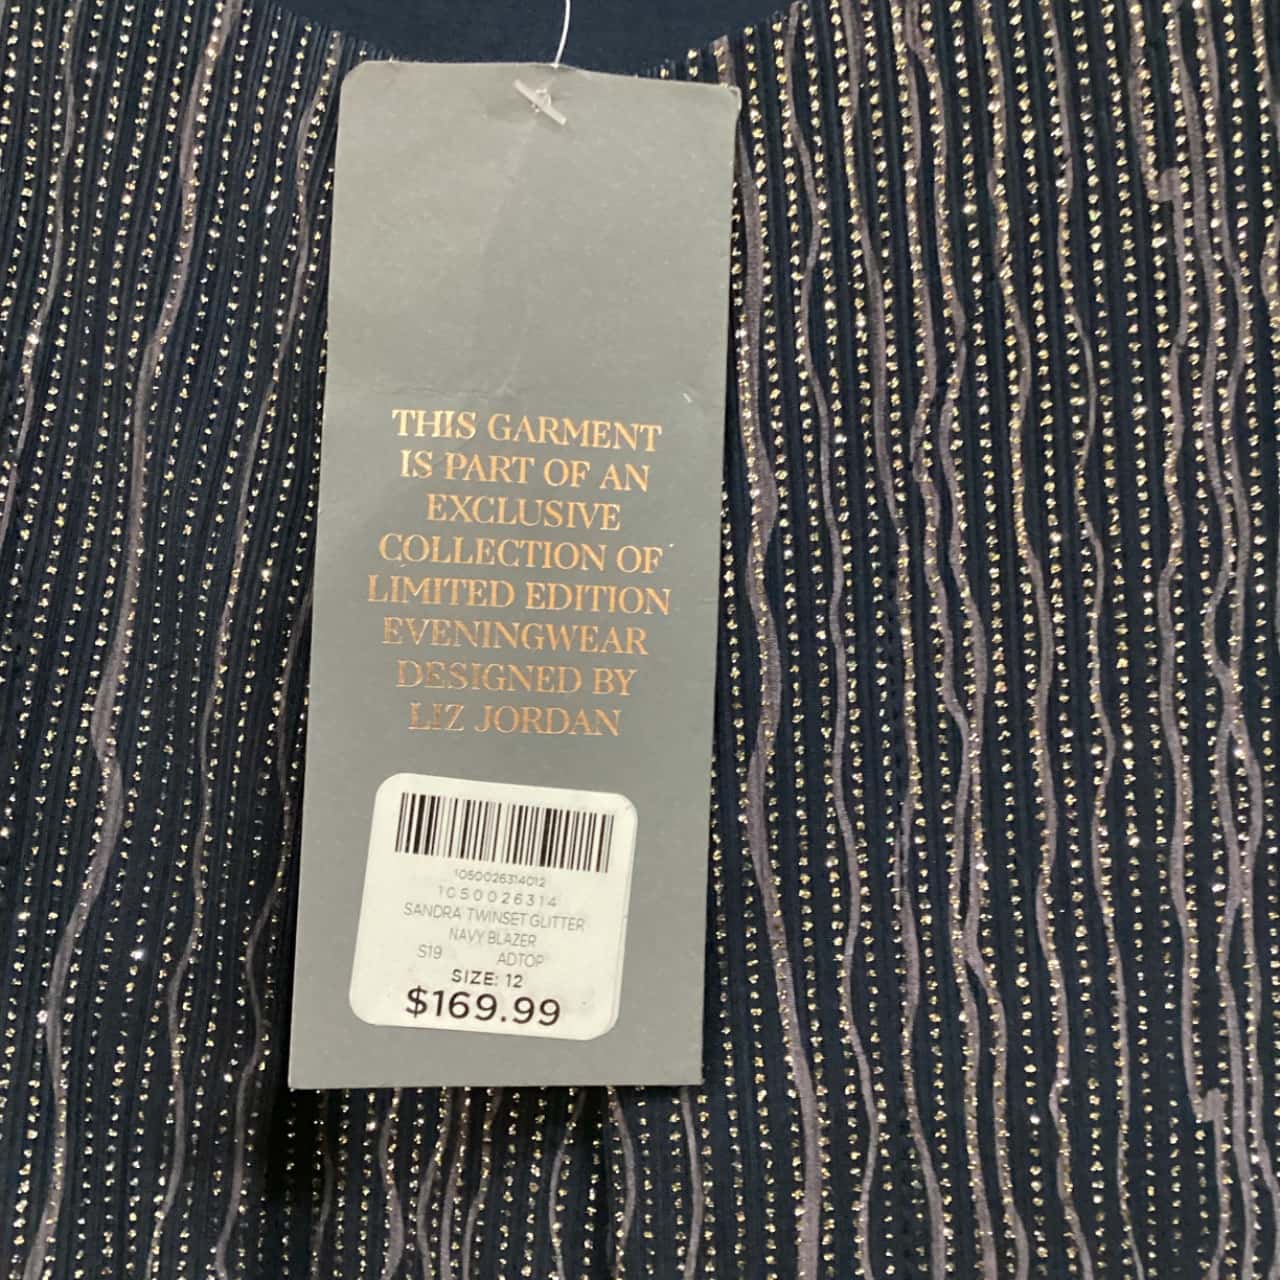 THIS GARMENT
IS PART OF AN
EXCLUSIVE
COLLECTION OF
LIMITED EDITION
EVENINGWEAR
DESIGNED BY
LIZ JORDAN
1050026314012
1050026314
SANDRA TWINSET GLITTER
NAVY BLAZER
S19 ADTOP
SIZE: 12
$169.99